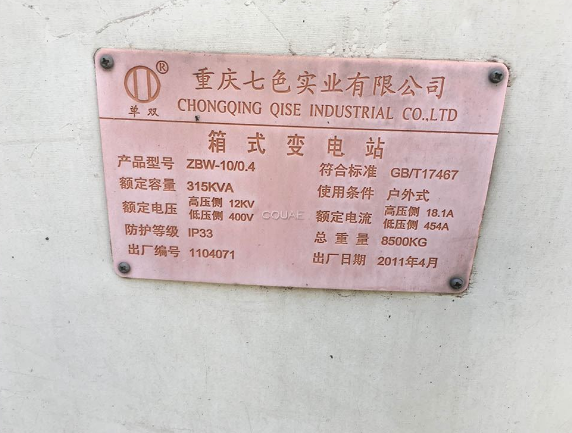 ® 重庆七色实业有限公司
单双 CHONGQING QISE INDUSTRIAL CO.,LTD
箱式变电站
产品型号 ZBW-10/0.4 符合标准 GB/T17467
额定容量 315KVA 使用条件 户外式
额定电压 高压侧 12KV 低压侧 400V 额定电流 高压侧 18.1A 低压侧 454A
防护等级 IP33 总重量 8500KG
出厂编号 1104071 出厂日期 2011年4月
COUAE